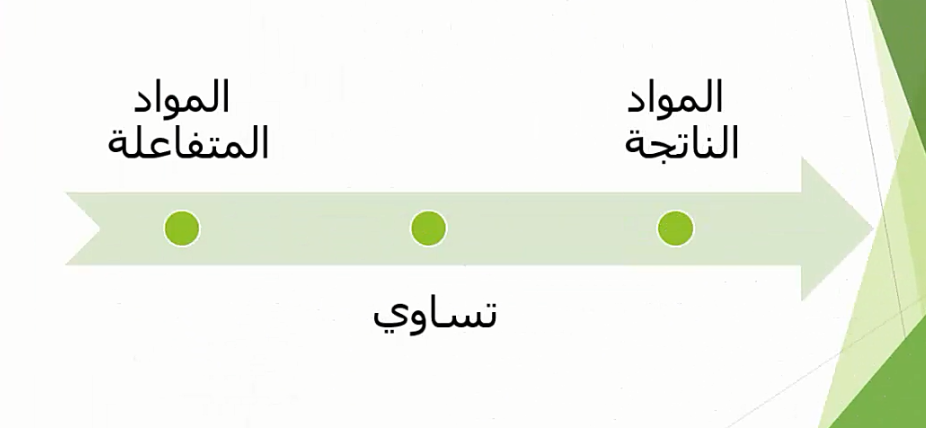 المواد
المتفاعلة
تساوي
المواد
الناتجة